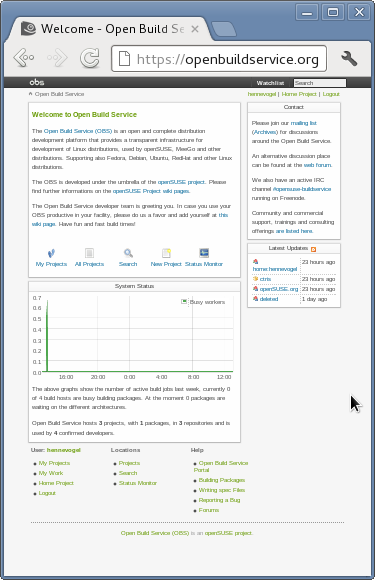 Welcome - Open Build Se
https://openbuildservice.org
obs
Watchlist
Search
^ Open Build Service
hennevogel | Home Project | Logout
Welcome to Open Build Service
The Open Build Service (OBS) is an open and complete distribution
development platform that provides a transparent infrastructure for
development of Linux distributions, used by openSUSE, MeeGo and other
distributions. Supporting also Fedora, Debian, Ubuntu, RedHat and other Linux
distributions.
The OBS is developed under the umbrella of the openSUSE project. Please
find further informations on the openSUSE Project wiki pages.
The Open Build Service developer team is greeting you. In case you use your
OBS productive in your facility, please do us a favor and add yourself at this
wiki page. Have fun and fast build times!
My Projects
All Projects
Search
New Project
Status Monitor
Contact
Please join our mailing list
(Archives) for discussions
around the Open Build Service.
An alternative discussion place
can be found at the web forum.
We also have an active IRC
channel #opensuse-buildservice
running on Freenode.
Community and commercial
support, trainings and consulting
offerings are listed here.
Latest Updates
home:hennevogel 23 hours ago
ctris 23 hours ago
openSUSE.org 23 hours ago
deleted 1 day ago
System Status
0.7
0.6
0.5
0.4
0.3
0.2
0.1
0.0
Busy workers
16:00 20:00 0:00 4:00 8:00 12:00
The above graphs show the number of active build jobs last week, currently 0
of 4 build hosts are busy building packages. At the moment 0 packages are
waiting on the different architectures.
Open Build Service hosts 3 projects, with 1 packages, in 3 repositories and is
used by 4 confirmed developers.
User: hennevogel
My Projects
My Work
Home Project
Logout
Locations
Projects
Search
Status Monitor
Help
Open Build Service
Portal
Building Packages
Writing spec Files
Reporting a Bug
Forums
Open Build Service (OBS) is an openSUSE project.